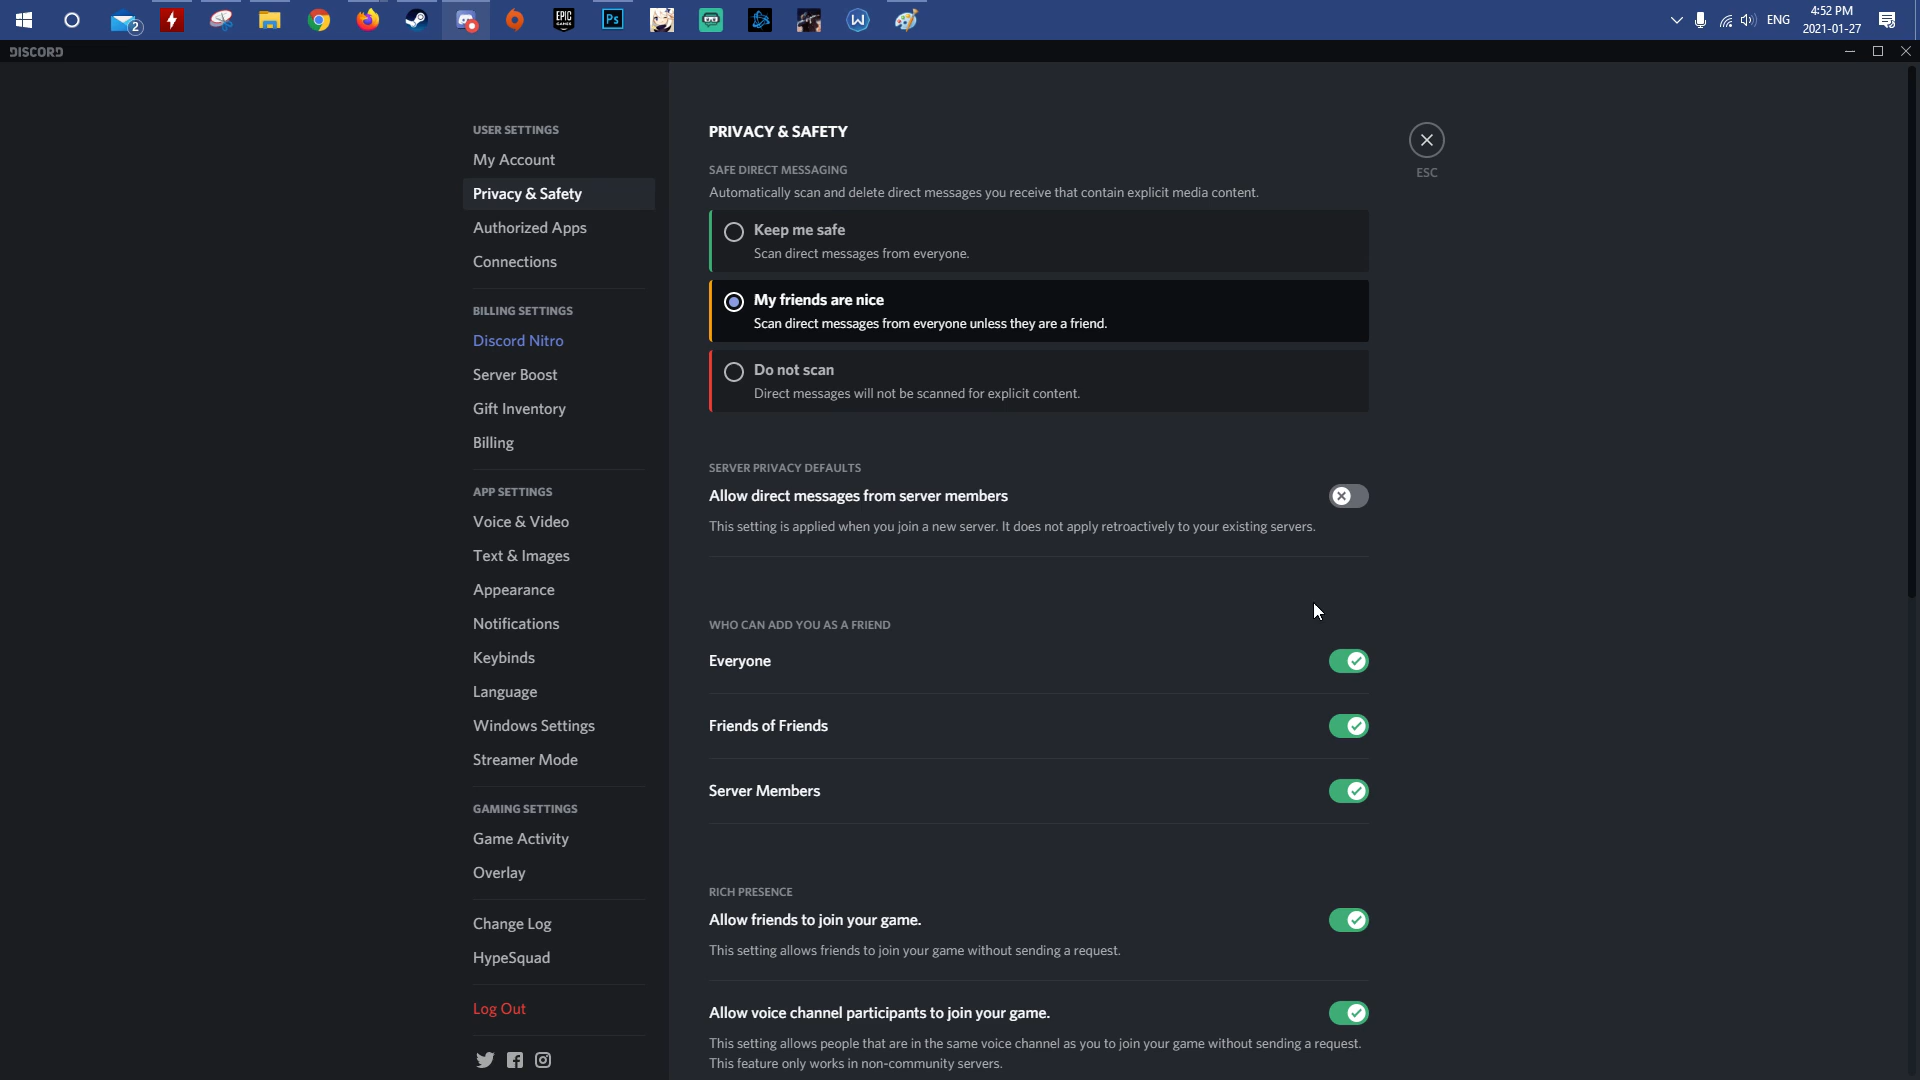 2
EPIC
GAMES
Ps
W
ENG
4:52 PM
2021-01-27
DISCORD
USER SETTINGS
My Account
Privacy & Safety
Authorized Apps
Connections
BILLING SETTINGS
Discord Nitro
Server Boost
Gift Inventory
Billing
APP SETTINGS
Voice & Video
Text & Images
Appearance
Notifications
Keybinds
Language
Windows Settings
Streamer Mode
GAMING SETTINGS
Game Activity
Overlay
Change Log
HypeSquad
Log Out
PRIVACY & SAFETY
ESC
SAFE DIRECT MESSAGING
Automatically scan and delete direct messages you receive that contain explicit media content.
Keep me safe
Scan direct messages from everyone.
My friends are nice
Scan direct messages from everyone unless they are a friend.
Do not scan
Direct messages will not be scanned for explicit content.
SERVER PRIVACY DEFAULTS
Allow direct messages from server members
This setting is applied when you join a new server. It does not apply retroactively to your existing servers.
WHO CAN ADD YOU AS A FRIEND
Everyone
Friends of Friends
Server Members
RICH PRESENCE
Allow friends to join your game.
This setting allows friends to join your game without sending a request.
Allow voice channel participants to join your game.
This setting allows people that are in the same voice channel as you to join your game without sending a request.
This feature only works in non-community servers.